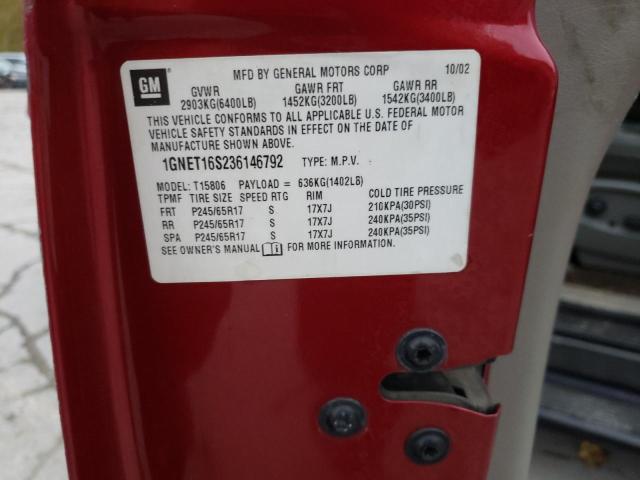 GM
MFD BY GENERAL MOTORS CORP 10/02
GVWR GAWR FRT GAWR RR
2903KG(6400LB) 1452KG(3200LB) 1542KG(3400LB)
THIS VEHICLE CONFORMS TO ALL APPLICABLE U.S. FEDERAL MOTOR
VEHICLE SAFETY STANDARDS IN EFFECT ON THE DATE OF
MANUFACTURE SHOWN ABOVE.
1GNET16S236146792 TYPE: M.P.V.
MODEL: T15806 PAYLOAD = 636KG(1402LB)
TPMF TIRE SIZE SPEED RTG RIM COLD TIRE PRESSURE
FRT P245/65R17 S 17X7J 210KPA(30PSI)
RR P245/65R17 S 17X7J 240KPA(35PSI)
SPA P245/65R17 S 17X7J 240KPA(35PSI)
SEE OWNER'S MANUAL FOR MORE INFORMATION.